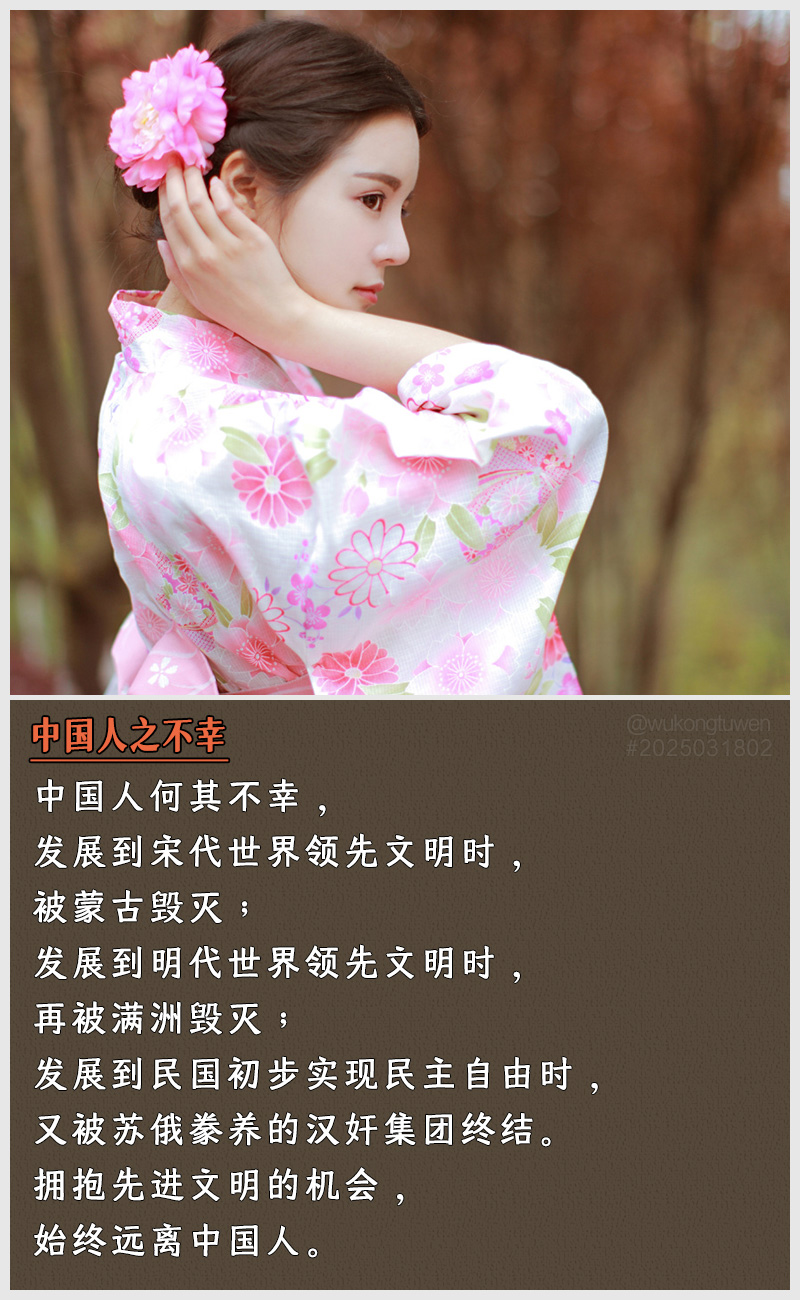 中国人之不幸
@wukongtuwen
#2025031802
中国人何其不幸，
发展到宋代世界领先文明时，
被蒙古毁灭；
发展到明代世界领先文明时，
再被满洲毁灭；
发展到民国初步实现民主自由时，
又被苏俄豢养的汉奸集团终结。
拥抱先进文明的机会，
始终远离中国人。